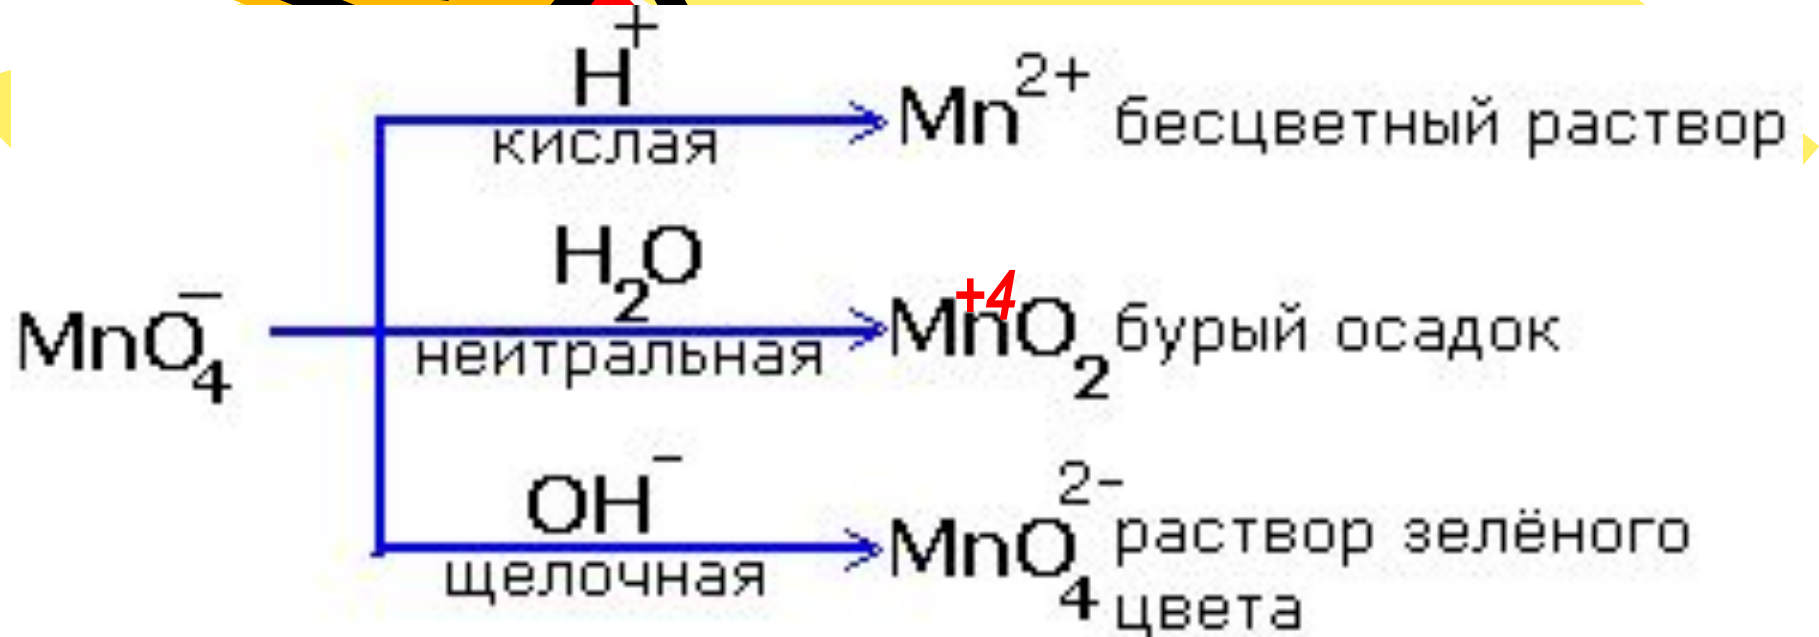 H⁺
кислая
Mn²⁺ бесцветный раствор
MnO₄⁻
H₂O
нейтральная
+4
MnO₂ бурый осадок
OH⁻
щелочная
MnO₄²⁻ раствор зелёного
цвета